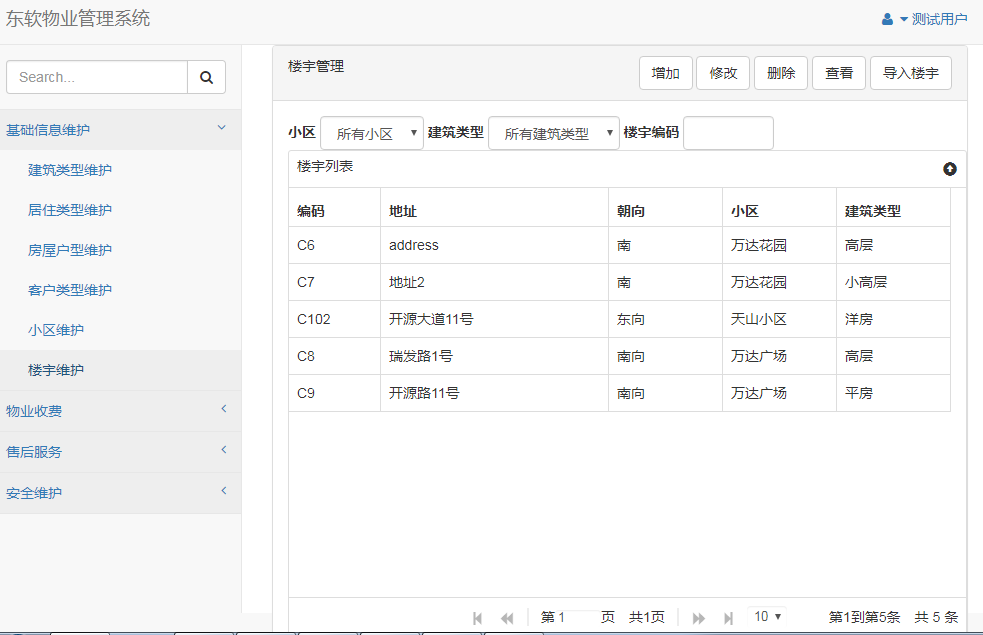 东软物业管理系统
测试用户
Search...
基础信息维护
建筑类型维护
居住类型维护
房屋户型维护
客户类型维护
小区维护
楼宇维护
物业收费
售后服务
安全维护
楼宇管理 增加 修改 删除 查看 导入楼宇
小区 所有小区 建筑类型 所有建筑类型 楼宇编码
楼宇列表
编码 地址 朝向 小区 建筑类型
C6 address 南 万达花园 高层
C7 地址2 南 万达花园 小高层
C102 开源大道11号 东向 天山小区 洋房
C8 瑞发路1号 南向 万达广场 高层
C9 开源路11号 南向 万达广场 平房
第 1 页 共1页 10 第1到第5条 共 5 条